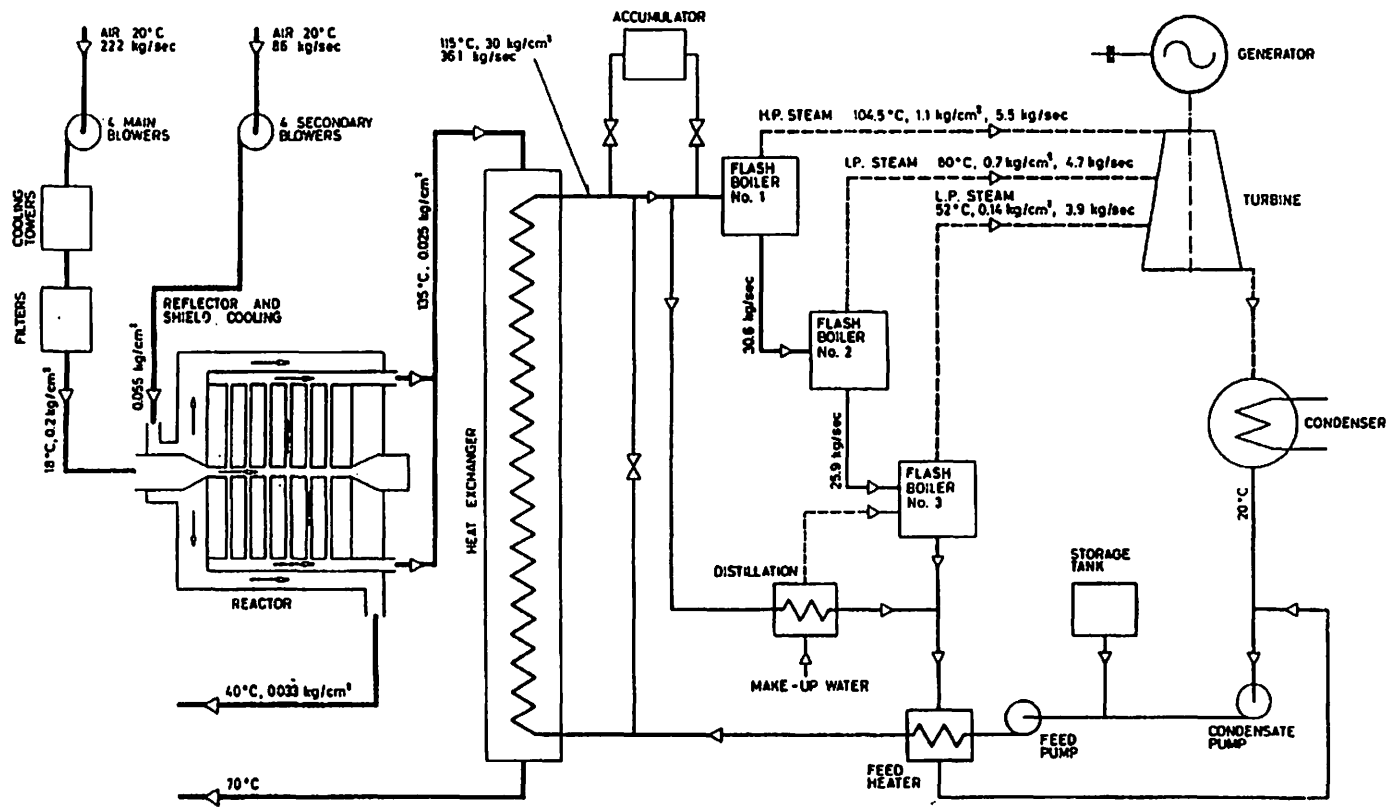 AIR 20°C
222 kg/sec
AIR 20°C
86 kg/sec
4 MAIN
BLOWERS
4 SECONDARY
BLOWERS
COOLING
TOWERS
FILTERS
18°C, 0.2 kg/cm²
0.055 kg/cm²
REFLECTOR AND
SHIELD COOLING
REACTOR
40°C, 0.033 kg/cm²
70°C
135°C, 0.025 kg/cm²
HEAT EXCHANGER
115°C, 30 kg/cm²
36.1 kg/sec
ACCUMULATOR
FLASH
BOILER
No. 1
H.P. STEAM 104.5°C, 1.1 kg/cm², 5.5 kg/sec
I.P. STEAM 80°C, 0.7 kg/cm², 4.7 kg/sec
L.P. STEAM
52°C, 0.14 kg/cm², 3.9 kg/sec
GENERATOR
TURBINE
30.6 kg/sec
FLASH
BOILER
No. 2
25.9 kg/sec
FLASH
BOILER
No. 3
CONDENSER
20°C
DISTILLATION
MAKE-UP WATER
STORAGE
TANK
FEED
HEATER
FEED
PUMP
CONDENSATE
PUMP